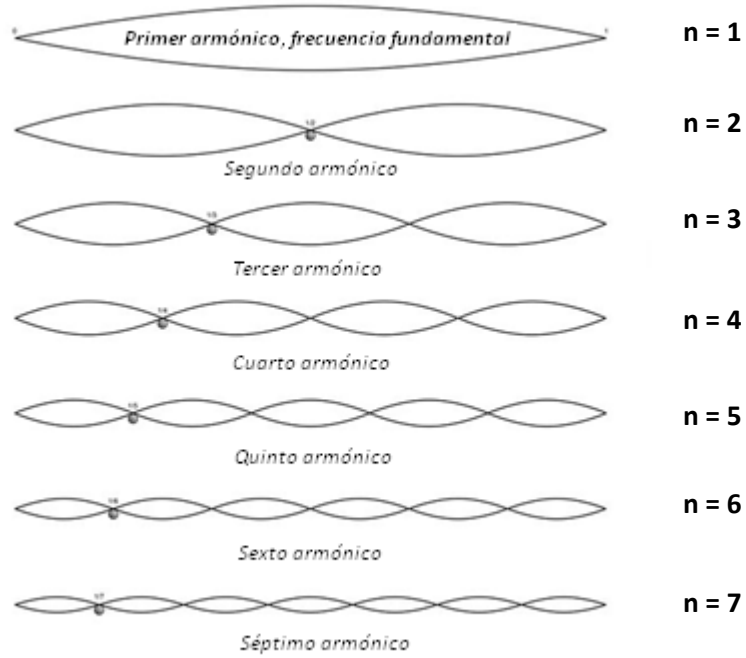 Primer armónico, frecuencia fundamental
n = 1
n = 2
Segundo armónico
n = 3
Tercer armónico
n = 4
Cuarto armónico
n = 5
Quinto armónico
n = 6
Sexto armónico
n = 7
Séptimo armónico